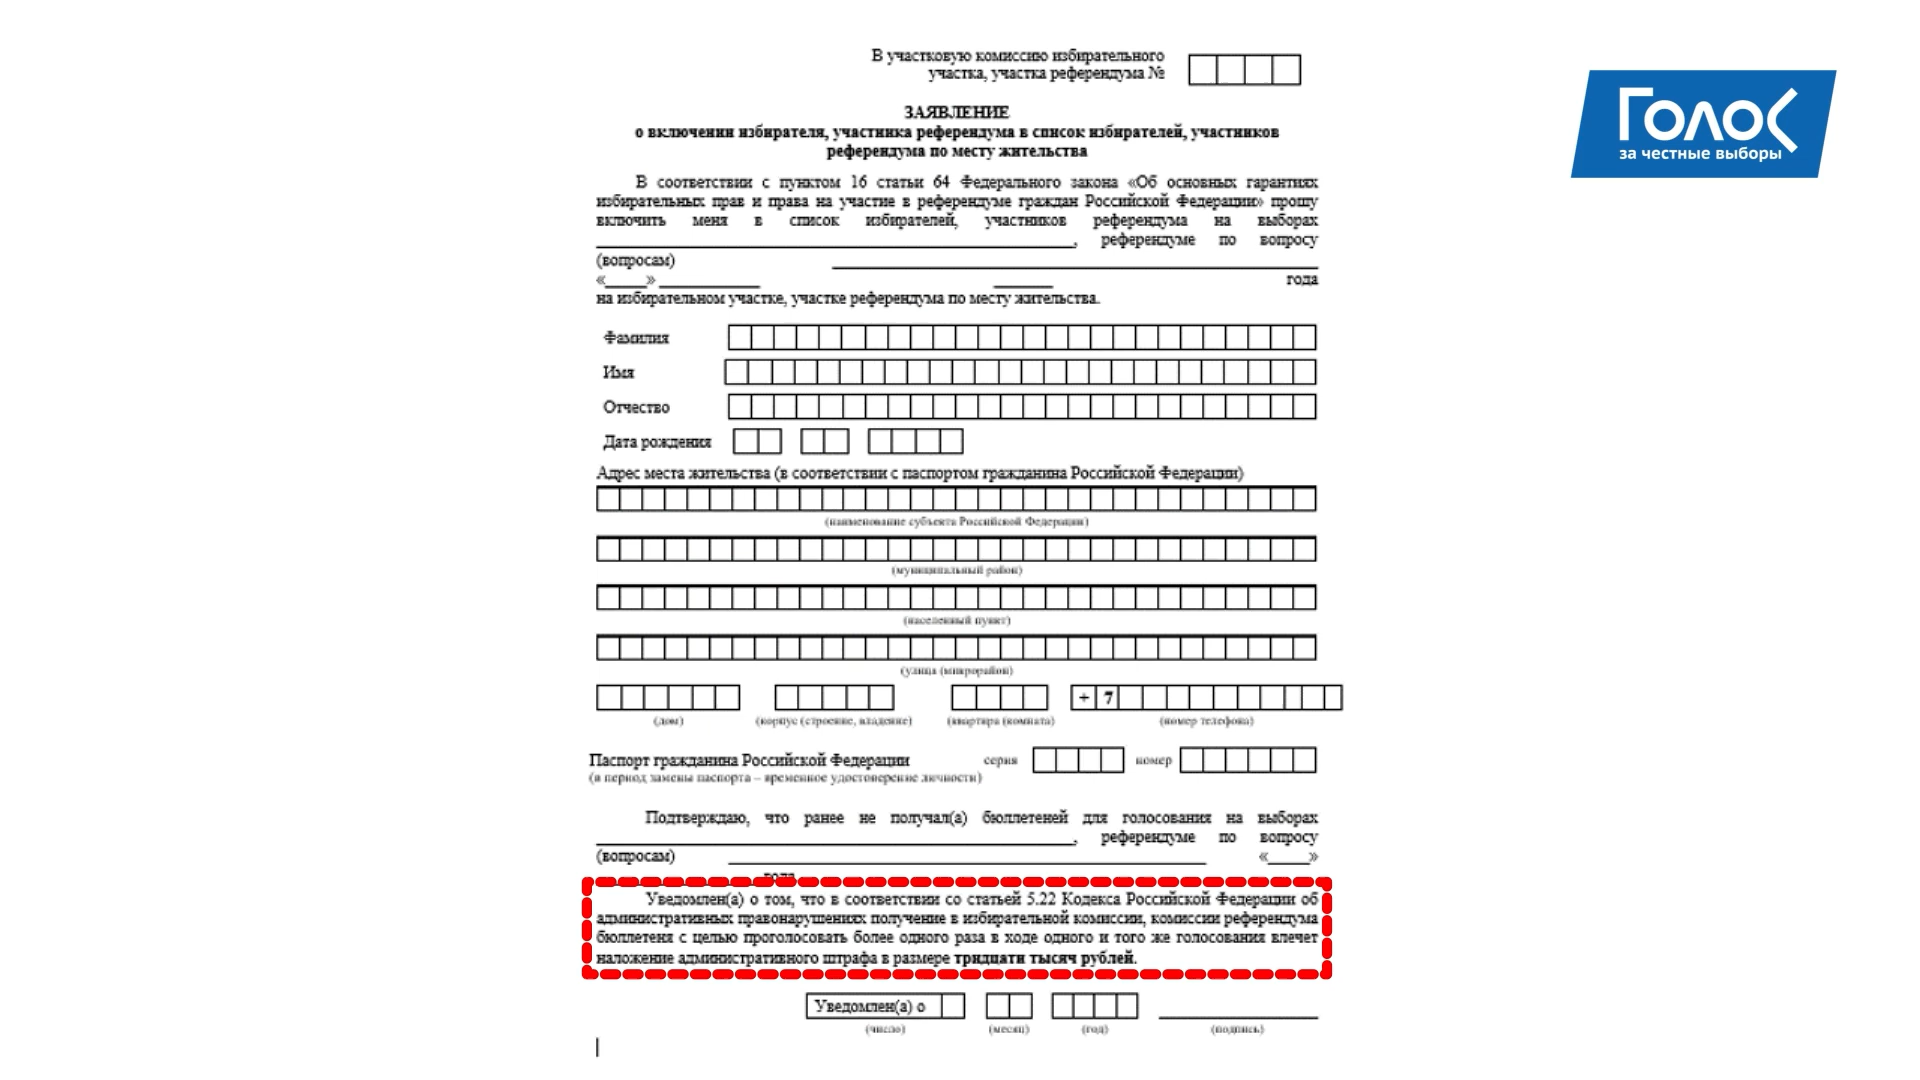 В участковую комиссию избирательного
участка, участка референдума №
Голос
за честные выборы
ЗАЯВЛЕНИЕ
о включении избирателя, участника референдума в список избирателей, участников
референдума по месту жительства
В соответствии с пунктом 16 статьи 64 Федерального закона «Об основных гарантиях
избирательных прав и права на участие в референдуме граждан Российской Федерации» прошу
включить меня в список избирателей, участников референдума на выборах
, референдуме по вопросу
(вопросам)
«_____» года
на избирательном участке, участке референдума по месту жительства.
Фамилия
Имя
Отчество
Дата рождения
Адрес места жительства (в соответствии с паспортом гражданина Российской Федерации)
(наименование субъекта Российской Федерации)
(муниципальный район)
(населенный пункт)
(улица (микрорайон)
+ 7
(дом) (корпус (строение, владение) (квартира (комната) (номер телефона)
Паспорт гражданина Российской Федерации серия номер
(в период замены паспорта – временное удостоверение личности)
Подтверждаю, что ранее не получал(а) бюллетеней для голосования на выборах
, референдуме по вопросу
(вопросам) «_____»
года
Уведомлен(а) о том, что в соответствии со статьей 5.22 Кодекса Российской Федерации об
административных правонарушениях получение в избирательной комиссии, комиссии референдума
бюллетеня с целью проголосовать более одного раза в ходе одного и того же голосования влечет
наложение административного штрафа в размере тридцати тысяч рублей.
Уведомлен(а) о
(число) (месяц) (год) (подпись)